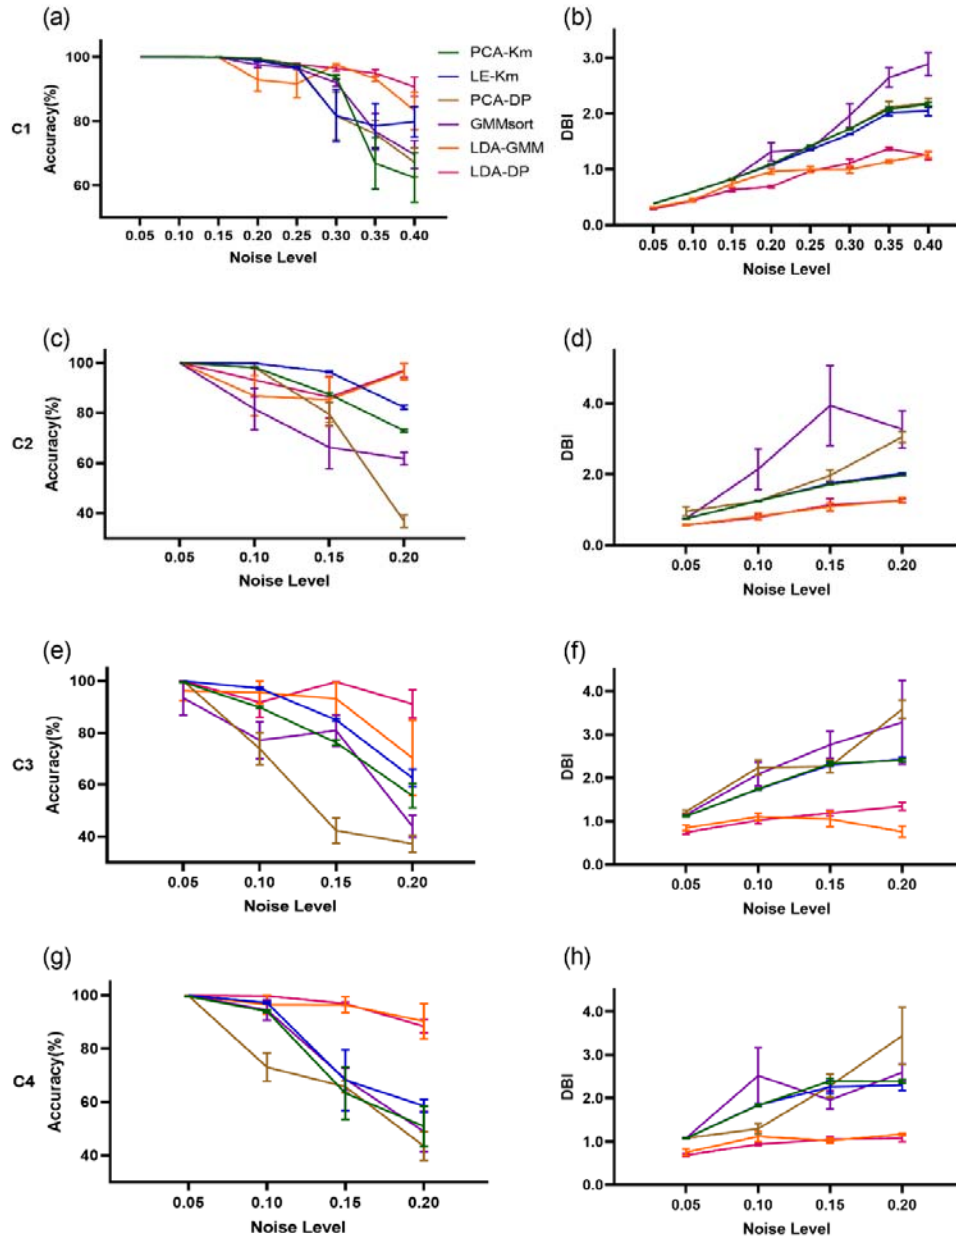 (a)
(b)
C1
Accuracy(%)
100
80
60
0.05 0.10 0.15 0.20 0.25 0.30 0.35 0.40
Noise Level
PCA-Km
LE-Km
PCA-DP
GMMsort
LDA-GMM
LDA-DP
DBI
3.0
2.0
1.0
0.0
0.05 0.10 0.15 0.20 0.25 0.30 0.35 0.40
Noise Level
(c)
(d)
C2
Accuracy(%)
100
80
60
40
0.05 0.10 0.15 0.20
Noise Level
DBI
4.0
2.0
0.0
0.05 0.10 0.15 0.20
Noise Level
(e)
(f)
C3
Accuracy(%)
100
80
60
40
0.05 0.10 0.15 0.20
Noise Level
DBI
4.0
3.0
2.0
1.0
0.0
0.05 0.10 0.15 0.20
Noise Level
(g)
(h)
C4
Accuracy(%)
100
80
60
40
0.05 0.10 0.15 0.20
Noise Level
DBI
4.0
3.0
2.0
1.0
0.0
0.05 0.10 0.15 0.20
Noise Level